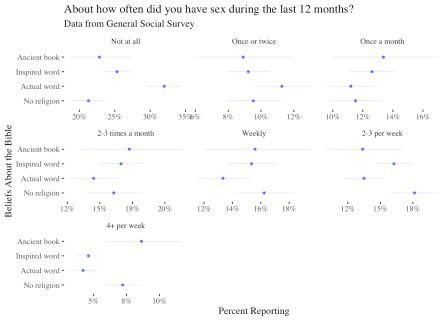 About how often did you have sex during the last 12 months?
Data from General Social Survey
Not at all
Once or twice
Once a month
Ancient book
Inspired word
Actual word
No religion
20% 25% 30% 35%
6% 9% 12%
10% 12% 14% 16%
Beliefs About the Bible
2-3 times a month
Weekly
2-3 per week
Ancient book
Inspired word
Actual word
No religion
12% 15% 18% 20%
12% 14% 16% 18%
12% 15% 18%
4+ per week
Ancient book
Inspired word
Actual word
No religion
5% 8% 10%
Percent Reporting